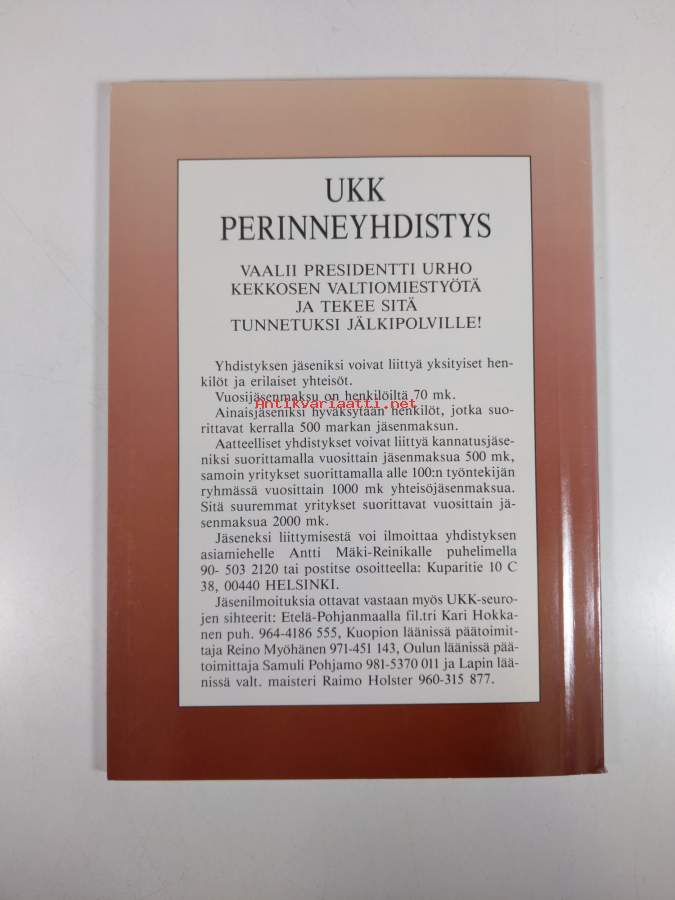 UKK
PERINNEYHDISTYS
VAALII PRESIDENTTI URHO
KEKKOSEN VALTIOMIESTYÖTÄ
JA TEKEE SITÄ
TUNNETUKSI JÄLKIPOLVILLE!
Yhdistyksen jäseniksi voivat liittyä yksityiset hen-
kilöt ja erilaiset yhteisöt.
Vuosijäsenmaksu on henkilöiltä 70 mk.
Antikvariaatti.net
Ainaisjäseniksi hyväksytään henkilöt, jotka suo-
rittavat kerralla 500 markan jäsenmaksun.
Aatteelliset yhdistykset voivat liittyä kannatusjäse-
niksi suorittamalla vuosittain jäsenmaksua 500 mk,
samoin yritykset suorittamalla alle 100:n työntekijän
ryhmässä vuosittain 1000 mk yhteisöjäsenmaksua.
Sitä suuremmat yritykset suorittavat vuosittain jä-
senmaksua 2000 mk.
Jäseneksi liittymisestä voi ilmoittaa yhdistyksen
asiamiehelle Antti Mäki-Reinikalle puhelimella
90- 503 2120 tai postitse osoitteella: Kuparitie 10 C
38, 00440 HELSINKI.
Jäsenilmoituksia ottavat vastaan myös UKK-seuro-
jen sihteerit: Etelä-Pohjanmaalla fil.tri Kari Hokka-
nen puh. 964-4186 555, Kuopion läänissä päätoimit-
taja Reino Myöhänen 971-451 143, Oulun läänissä pää-
toimittaja Samuli Pohjamo 981-5370 011 ja Lapin lää-
nissä valt. maisteri Raimo Holster 960-315 877.